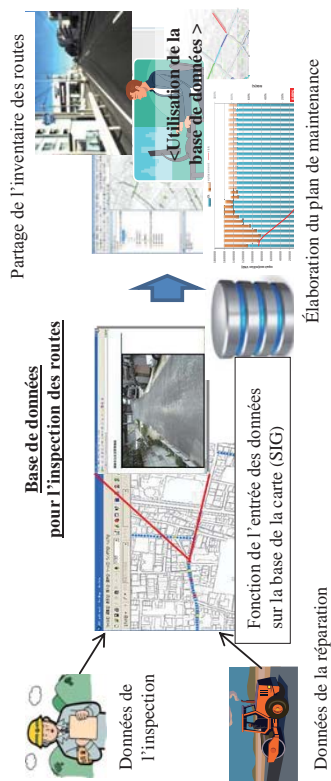 Données de
l'inspection
Données de la réparation
Base de données
pour l'inspection des routes
Fonction de l'entrée des données
sur la base de la carte (SIG)
Partage de l'inventaire des routes
<Utilisation de la
base de données >
Élaboration du plan de maintenance